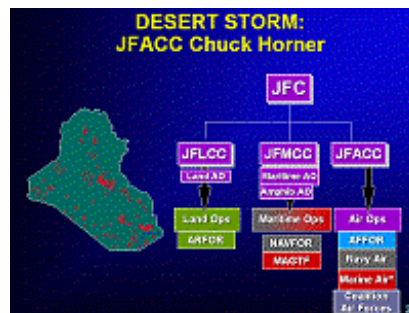 DESERT STORM:
JFACC Chuck Horner
JFC
JFLCC
JFMCC
JFACC
Land AO
Maritime AO
Amphib AO
Land Ops
Maritime Ops
Air Ops
ARFOR
NAVFOR
AFFOR
MAGTF
Navy Air
Marine Air*
Coalition
Air Forces